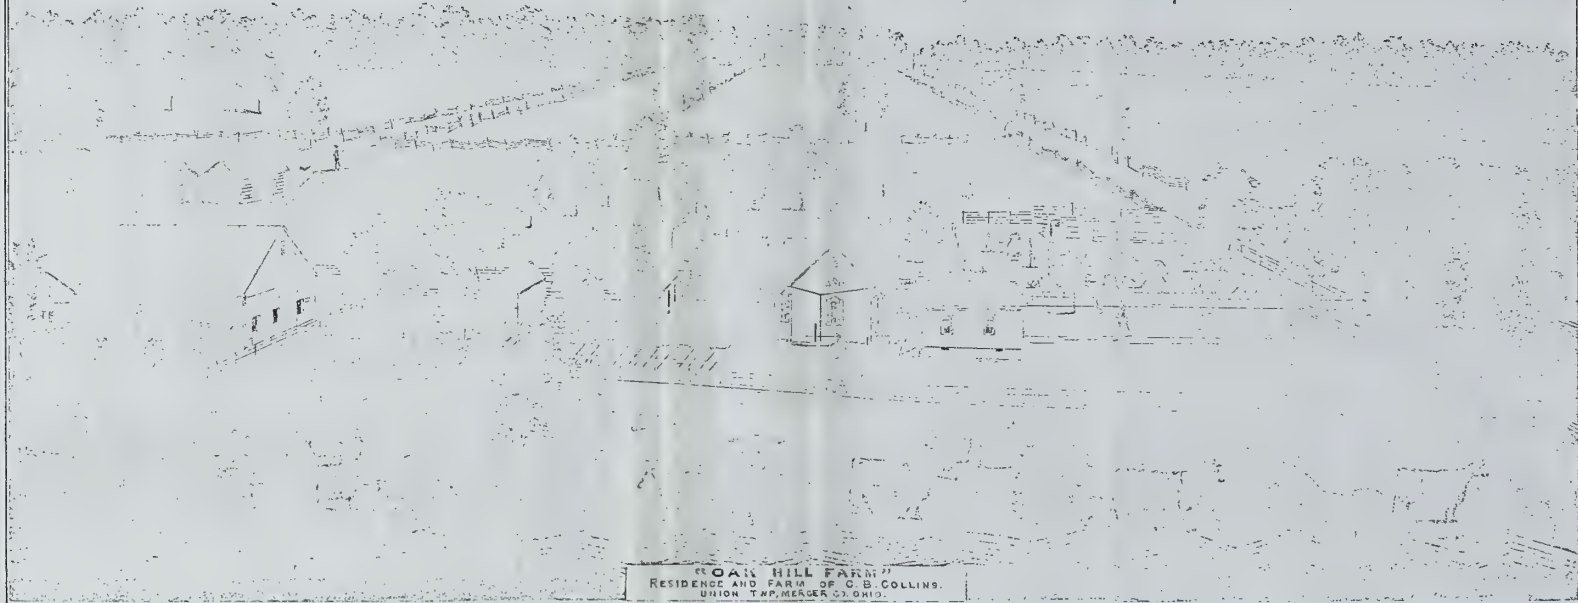 "OAK HILL FARM"
RESIDENCE AND FARM OF C.B. COLLINS.
UNION TWP, MERCER CO. OHIO.